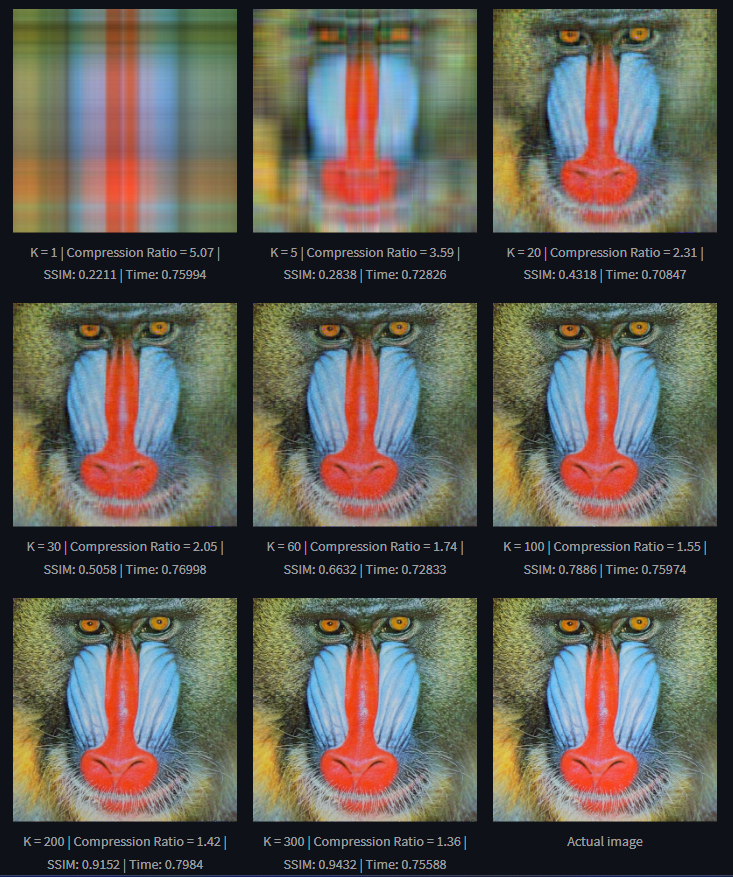 K = 1 | Compression Ratio = 5.07 |
SSIM: 0.2211 | Time: 0.75994
K = 5 | Compression Ratio = 3.59 |
SSIM: 0.2838 | Time: 0.72826
K = 20 | Compression Ratio = 2.31 |
SSIM: 0.4318 | Time: 0.70847
K = 30 | Compression Ratio = 2.05 |
SSIM: 0.5058 | Time: 0.76998
K = 60 | Compression Ratio = 1.74 |
SSIM: 0.6632 | Time: 0.72833
K = 100 | Compression Ratio = 1.55 |
SSIM: 0.7886 | Time: 0.75974
K = 200 | Compression Ratio = 1.42 |
SSIM: 0.9152 | Time: 0.7984
K = 300 | Compression Ratio = 1.36 |
SSIM: 0.9432 | Time: 0.75588
Actual image